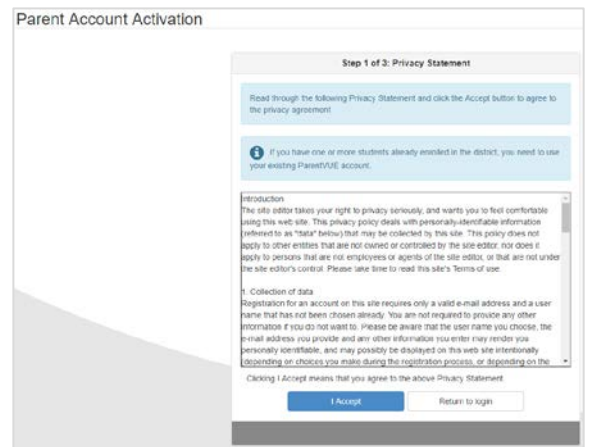 Parent Account Activation
Step 1 of 3: Privacy Statement
Read through the following Privacy Statement and click the Accept button to agree to
the privacy agreement
If you have one or more students already enrolled in the district, you need to use
your existing ParentVUE account.
Introduction
The site editor takes your right to privacy seriously, and wants you to feel comfortable
using this web site. This privacy policy deals with personally-identifiable information
(referred to as "data" below) that may be collected by this site. This policy does not
apply to other entities that are not owned or controlled by the site editor, nor does it
apply to persons that are not employees or agents of the site editor, or that are not under
the site editor's control. Please take time to read this site's Terms of use.
1. Collection of data
Registration for an account on this site requires only a valid e-mail address and a user
name that has not been chosen already. You are not required to provide any other
information if you do not want to. Please be aware that the user name you choose, the
e-mail address you provide and any other information you enter may render you
personally identifiable, and may possibly be displayed on this web site intentionally
(depending on choices you make during the registration process, or depending on the
Clicking I Accept means that you agree to the above Privacy Statement.
I Accept
Return to login